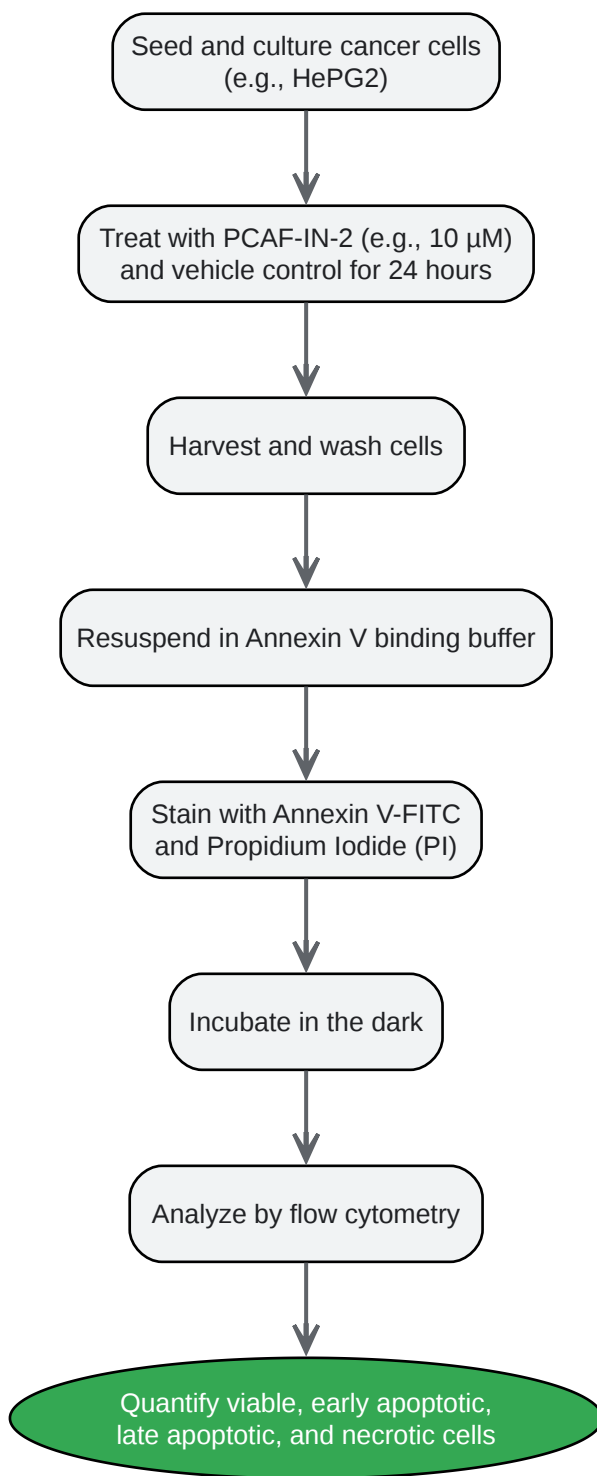 Seed and culture cancer cells
(e.g., HePG2)
Treat with PCAF-IN-2 (e.g., 10 µM)
and vehicle control for 24 hours
Harvest and wash cells
Resuspend in Annexin V binding buffer
Stain with Annexin V-FITC
and Propidium Iodide (PI)
Incubate in the dark
Analyze by flow cytometry
Quantify viable, early apoptotic,
late apoptotic, and necrotic cells